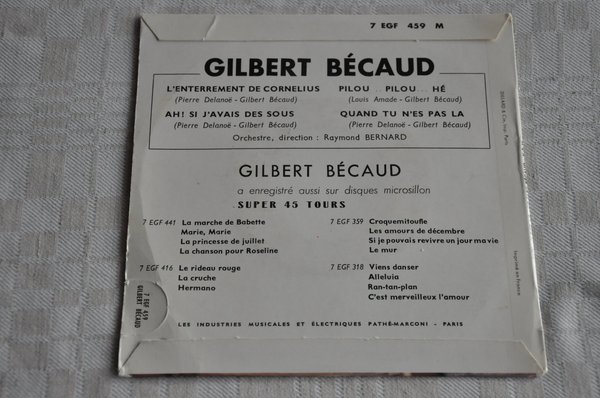 7 EGF 459 M
GILBERT BÉCAUD
L'ENTERREMENT DE CORNELIUS
(Pierre Delanoë - Gilbert Bécaud)
PILOU . . PILOU . . . HÉ
(Louis Amade - Gilbert Bécaud)
AH! SI J'AVAIS DES SOUS
(Pierre Delanoë - Gilbert Bécaud)
QUAND TU N'ES PAS LA
(Pierre Delanoë - Gilbert Bécaud)
Orchestre, direction : Raymond BERNARD
GILBERT BÉCAUD
a enregistré aussi sur disques microsillon
SUPER 45 TOURS
7 EGF 441 La marche de Babette
Marie, Marie
La princesse de juillet
La chanson pour Roseline
7 EGF 359 Croquemitoufle
Les amours de décembre
Si je pouvais revivre un jour ma vie
Le mur
7 EGF 416 Le rideau rouge
La cruche
Hermano
7 EGF 318 Viens danser
Alleluia
Ran-tan-plan
C'est merveilleux l'amour
LES INDUSTRIES MUSICALES ET ÉLECTRIQUES PATHÉ-MARCONI - PARIS
7 EGF 459
GILBERT BÉCAUD
Imprimé en France